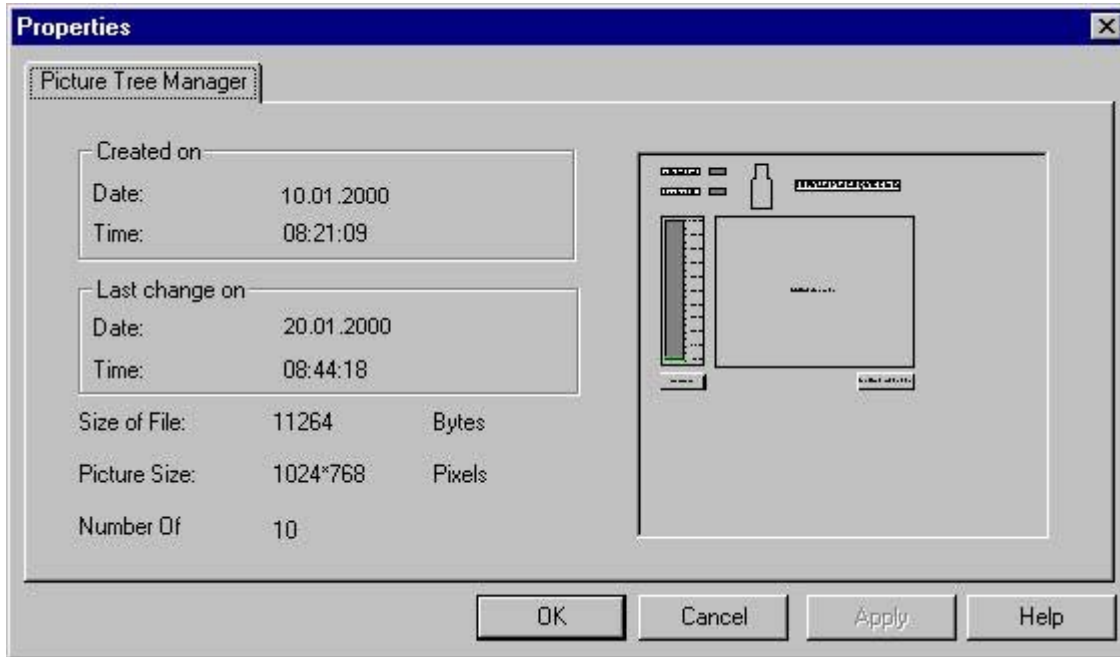 Properties
Picture Tree Manager
Created on
Date: 10.01.2000
Time: 08:21:09
Last change on
Date: 20.01.2000
Time: 08:44:18
Size of File: 11264 Bytes
Picture Size: 1024*768 Pixels
Number Of 10
OK Cancel Apply Help